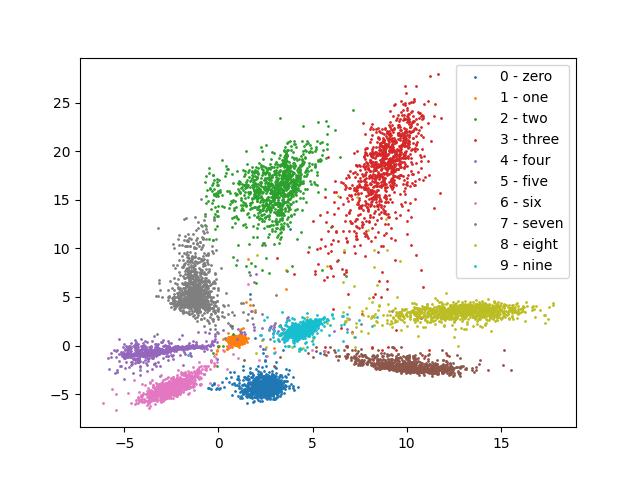 25
20
15
10
5
0
−5
−5
0
5
10
15
0 - zero
1 - one
2 - two
3 - three
4 - four
5 - five
6 - six
7 - seven
8 - eight
9 - nine